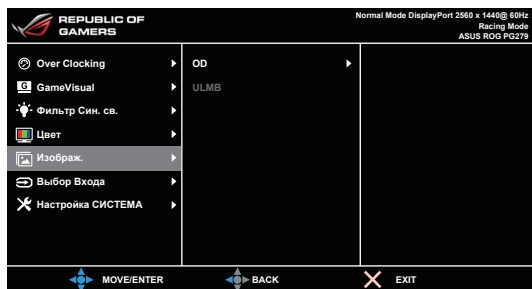 REPUBLIC OF
GAMERS
Normal Mode DisplayPort 2560 x 1440@ 60Hz
Racing Mode
ASUS ROG PG279
Over Clocking
OD
G GameVisual
ULMB
Фильтр Син. св.
Цвет
Изображ.
Выбор Входа
Настройка СИСТЕМА
MOVE/ENTER
BACK
EXIT